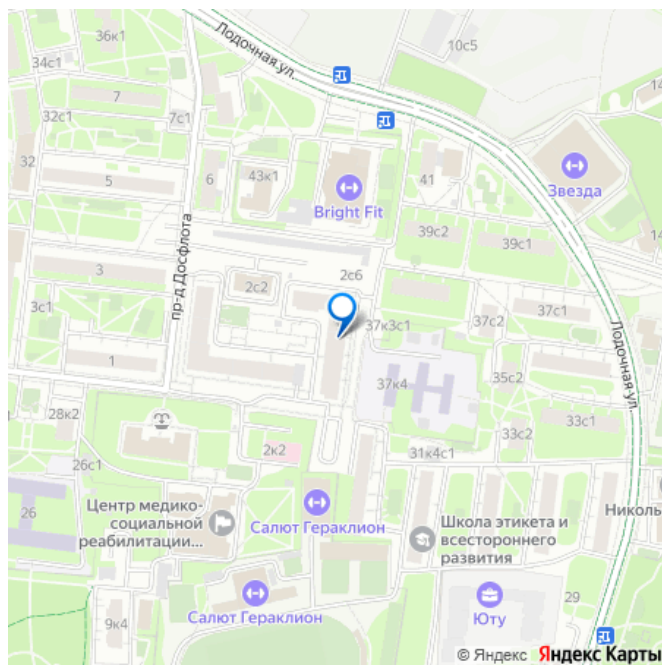 36к1
Лодочная ул.
10с5
34с1
7
32с1
7с1
14
32
5
6
43к1
41
Звезда
Bright Fit
39с2
39с1
14
пр-д Досфлота
3
2с6
2с2
3с1
37с1
37к3с1
37с2
1
Лодочная ул.
37к4
35с2
28к2
33с1
33с2
2к2
31к4с1
26с1
26
Центр медико-
социальной
реабилитации...
Салют Гераклион
Школа этикета и
всестороннего
развития
Николь
Салют Гераклион
9к4
Юту
29
© Яндекс Яндекс Карты